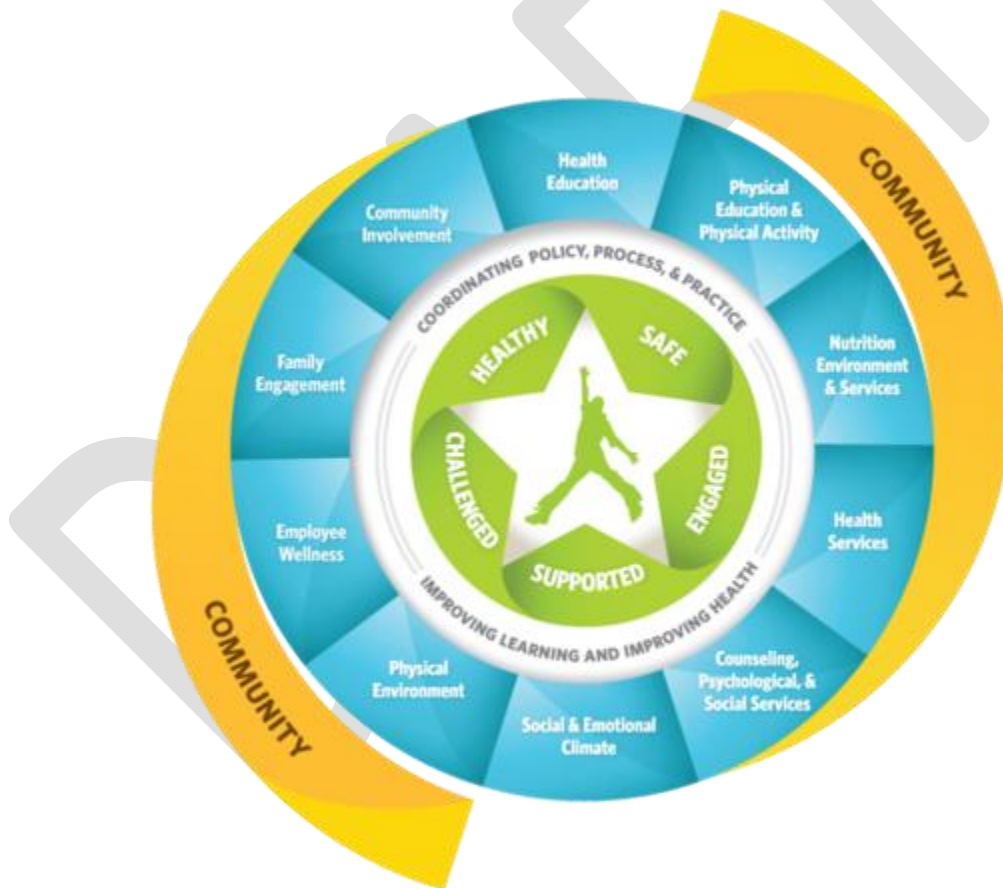 COMMUNITY
Health
Education
Physical
Education &
Physical Activity
Nutrition
Environment
& Services
Health
Services
Counseling,
Psychological, &
Social Services
Social & Emotional
Climate
Physical
Environment
Employee
Wellness
Family
Engagement
Community
Involvement
COORDINATING POLICY, PROCESS, & PRACTICE
IMPROVING LEARNING AND IMPROVING HEALTH
HEALTHY
SAFE
ENGAGED
SUPPORTED
CHALLENGED
COMMUNITY